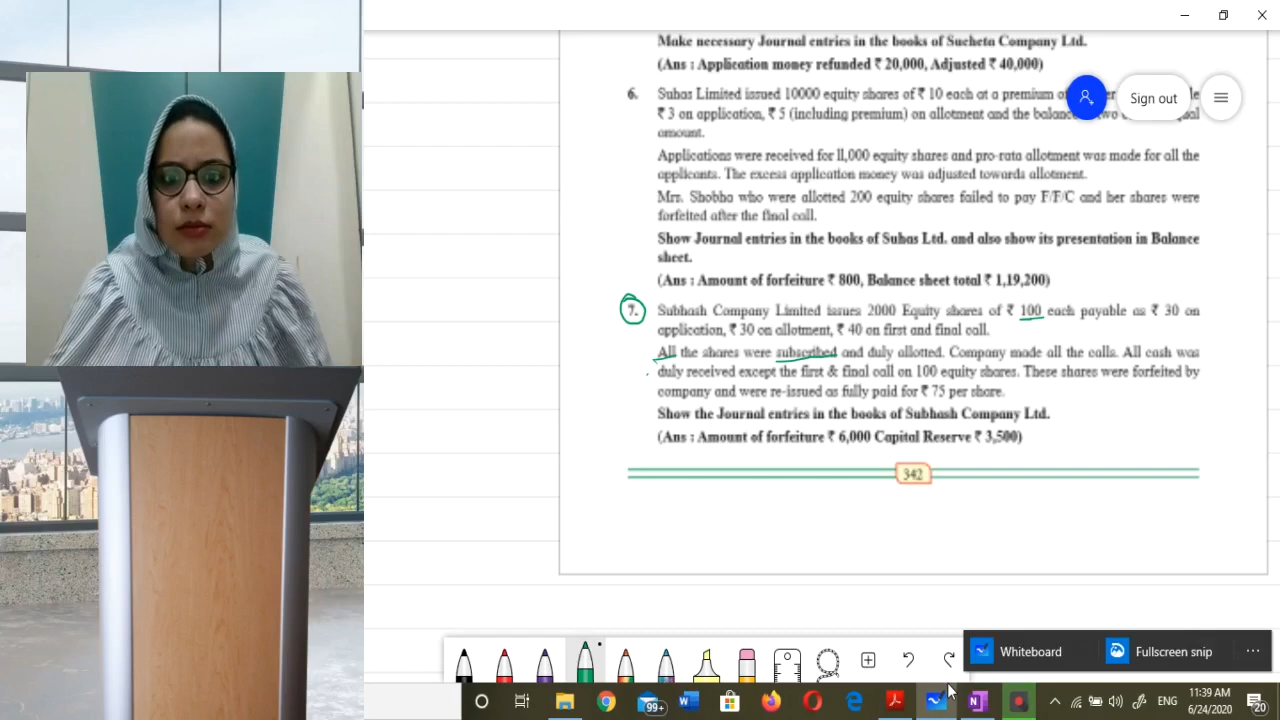 Make necessary Journal entries in the books of Sucheta Company Ltd.
(Ans : Application money refunded ₹ 20,000, Adjusted ₹ 40,000)
6. Suhas Limited issued 10000 equity shares of ₹ 10 each at a premium of
₹ 3 on application, ₹ 5 (including premium) on allotment and the balance
amount.
Applications were received for 11,000 equity shares and pro-rata allotment was made for all the
applicants. The excess application money was adjusted towards allotment.
Mrs. Shobha who were allotted 200 equity shares failed to pay F/F/C and her shares were
forfeited after the final call.
Show Journal entries in the books of Suhas Ltd. and also show its presentation in Balance
sheet.
(Ans : Amount of forfeiture ₹ 800, Balance sheet total ₹ 1,19,200)
7. Subhash Company Limited issues 2000 Equity shares of ₹ 100 each payable as ₹ 30 on
application, ₹ 30 on allotment, ₹ 40 on first and final call.
All the shares were subscribed and duly allotted. Company made all the calls. All cash was
duly received except the first & final call on 100 equity shares. These shares were forfeited by
company and were re-issued as fully paid for ₹ 75 per share.
Show the Journal entries in the books of Subhash Company Ltd.
(Ans : Amount of forfeiture ₹ 6,000 Capital Reserve ₹ 3,500)
342
Sign out
Whiteboard
Fullscreen snip
99+
ENG
11:39 AM
6/24/2020
20